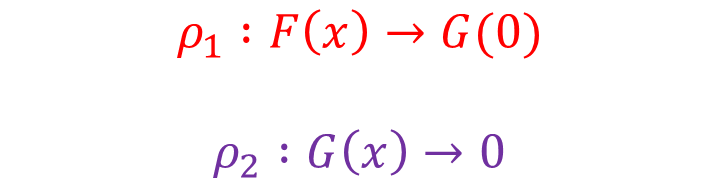 ρ₁ : F(x) → G(0)
ρ₂ : G(x) → 0